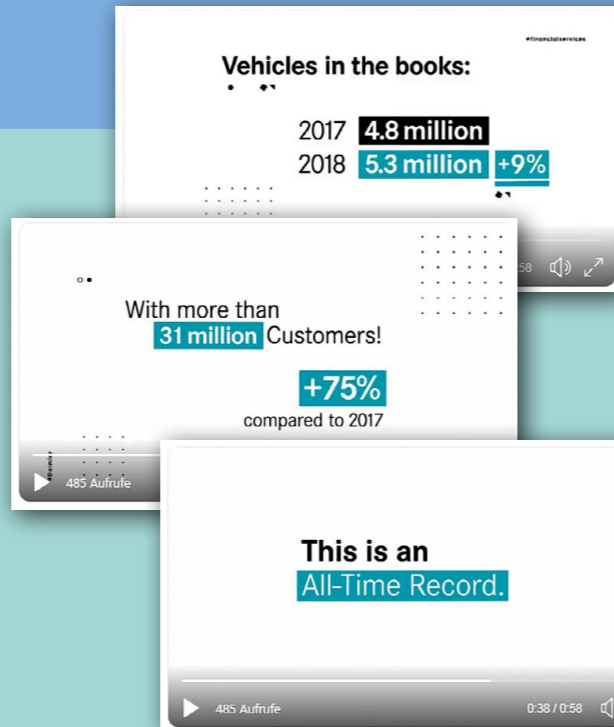 #financialservices
Vehicles in the books:
2017 4.8 million
2018 5.3 million +9%
:58
With more than
31 million Customers!
+75%
compared to 2017
#Daimler
485 Aufrufe
This is an
All-Time Record.
485 Aufrufe
0:38 / 0:58